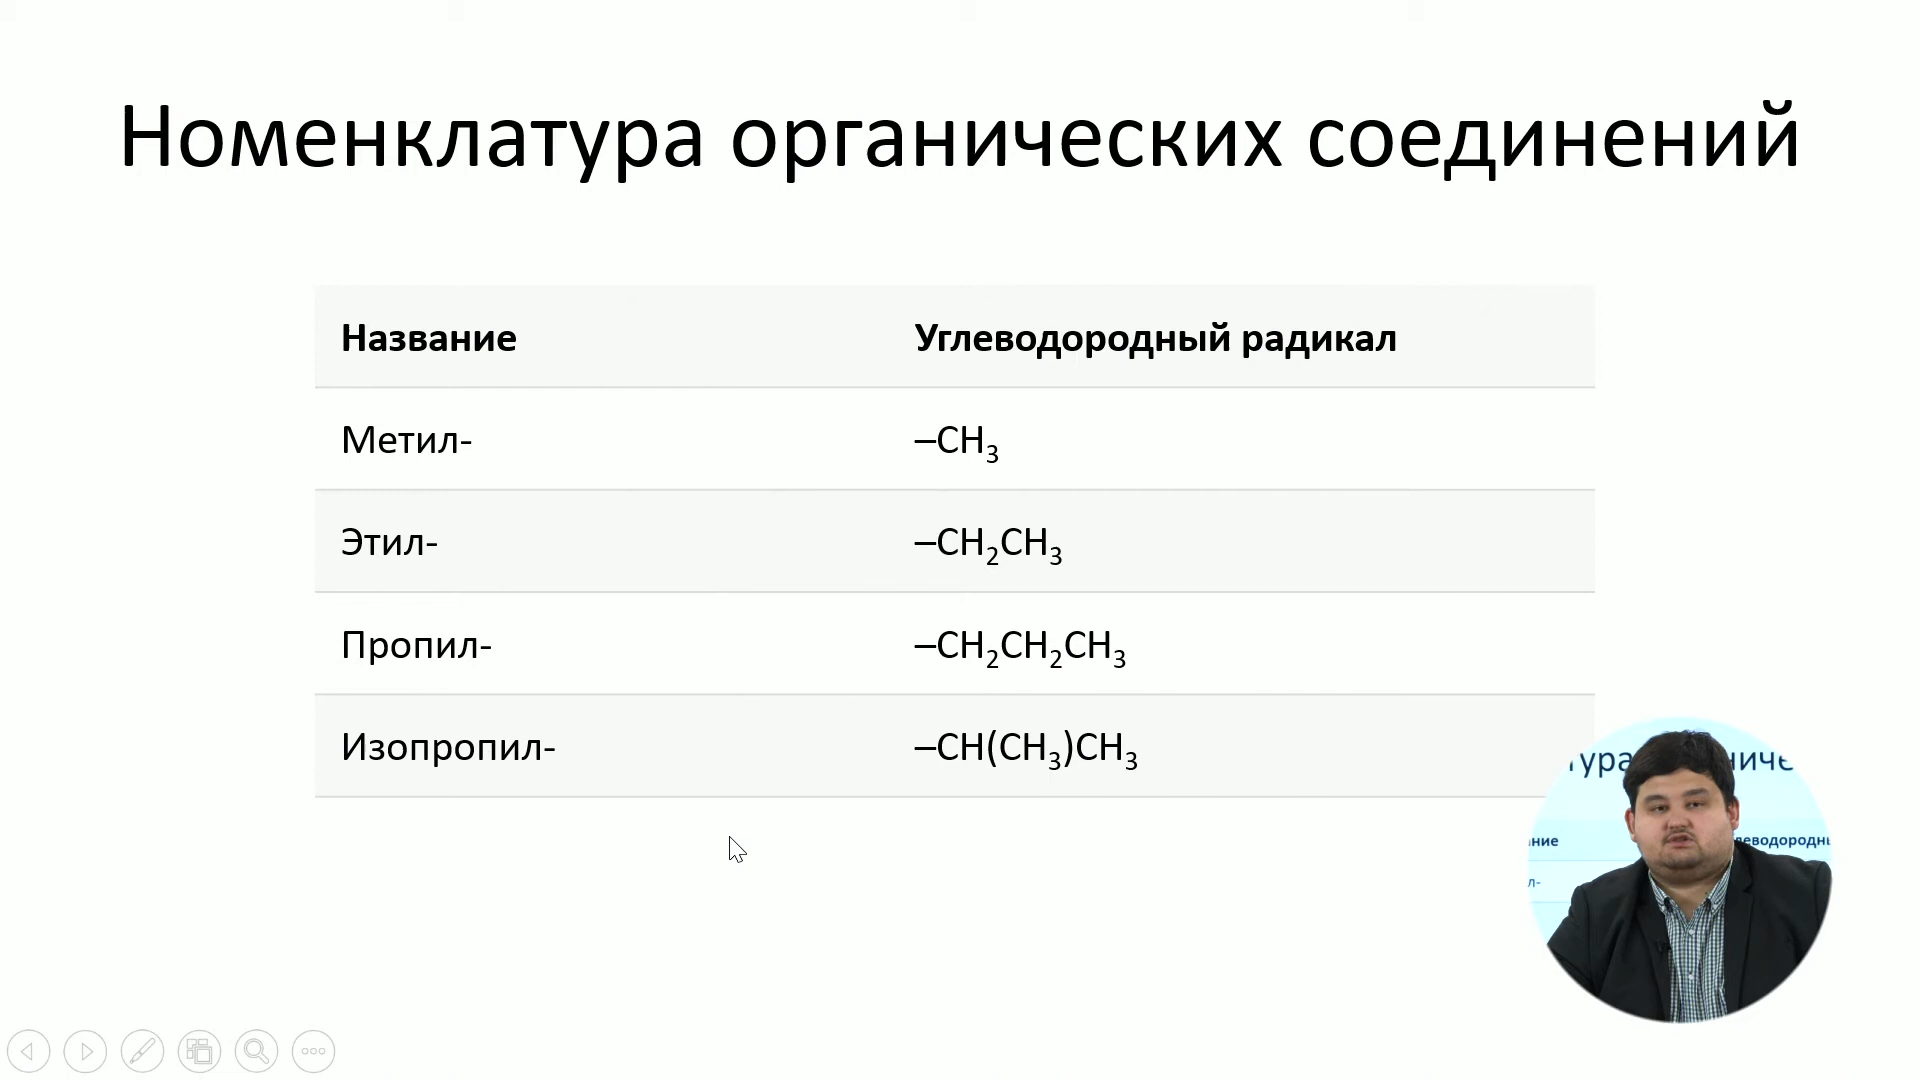 Номенклатура органических соединений
Название Углеводородный радикал
Метил- –CH₃
Этил- –CH₂CH₃
Пропил- –CH₂CH₂CH₃
Изопропил- –CH(CH₃)CH₃